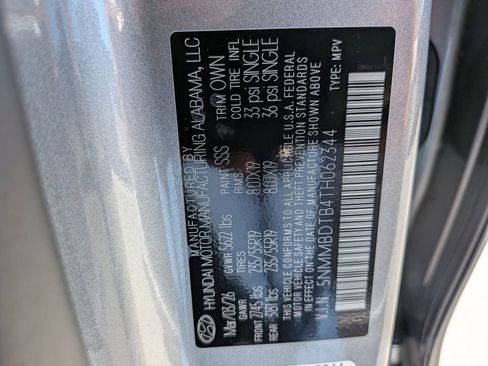 MANUFACTURED BY
HYUNDAI MOTOR MANUFACTURING ALABAMA, LLC
Mar/03/26 GVWR 5622 lbs PAINT SSS TRIM OWN
GAWR TIRES RIMS COLD TIRE INFL
FRONT 2745 lbs 235/55R19 8.0JX19 33 psi SINGLE
REAR 3381 lbs 235/55R19 8.0JX19 36 psi SINGLE
THIS VEHICLE CONFORMS TO ALL APPLICABLE U.S.A. FEDERAL
MOTOR VEHICLE SAFETY AND THEFT PREVENTION STANDARDS
IN EFFECT ON THE DATE OF MANUFACTURE SHOWN ABOVE
VIN: 5NMMBD1B4TH062344 TYPE: MPV